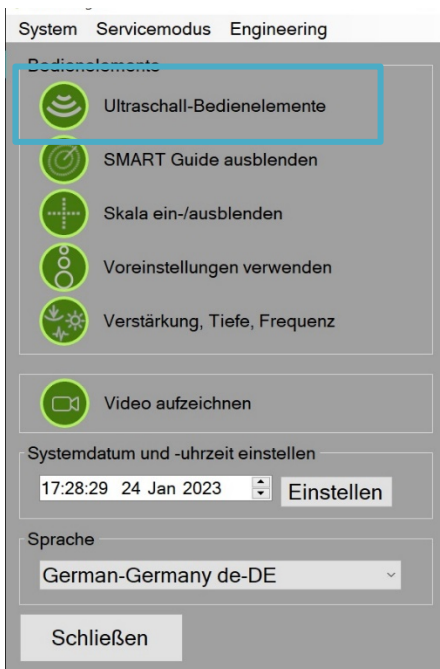 System Servicemodus Engineering
Bedienelemente
Ultraschall-Bedienelemente
SMART Guide ausblenden
Skala ein-/ausblenden
Voreinstellungen verwenden
Verstärkung, Tiefe, Frequenz
Video aufzeichnen
Systemdatum und -uhrzeit einstellen
17:28:29 24 Jan 2023 Einstellen
Sprache
German-Germany de-DE
Schließen